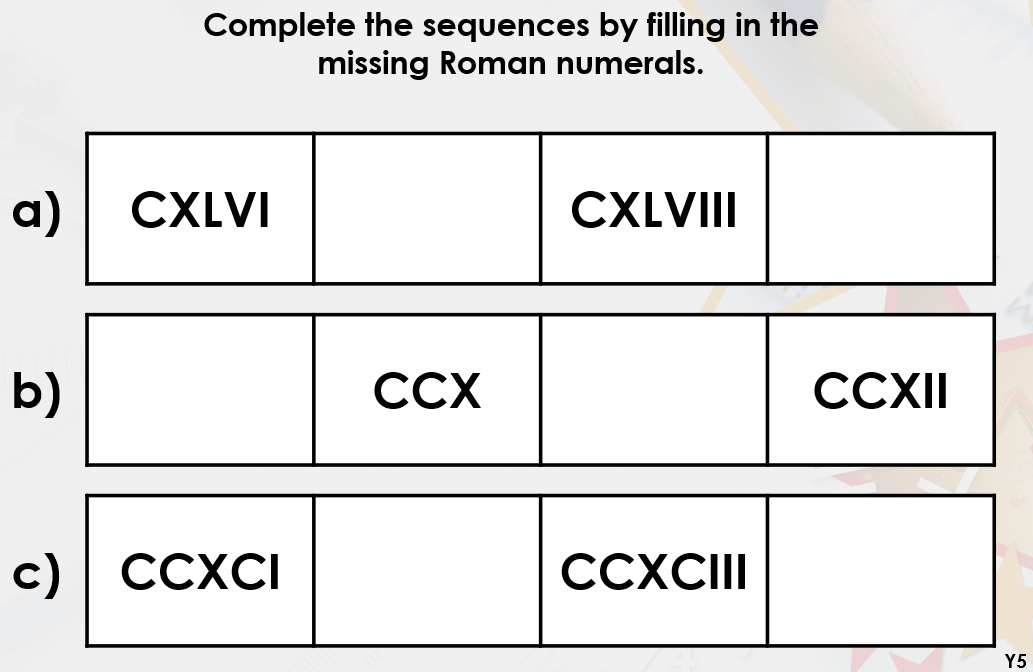 Complete the sequences by filling in the
missing Roman numerals.
a) CXLVI CXLVIII
b) CCX CCXII
c) CCXCI CCXCIII
Y5